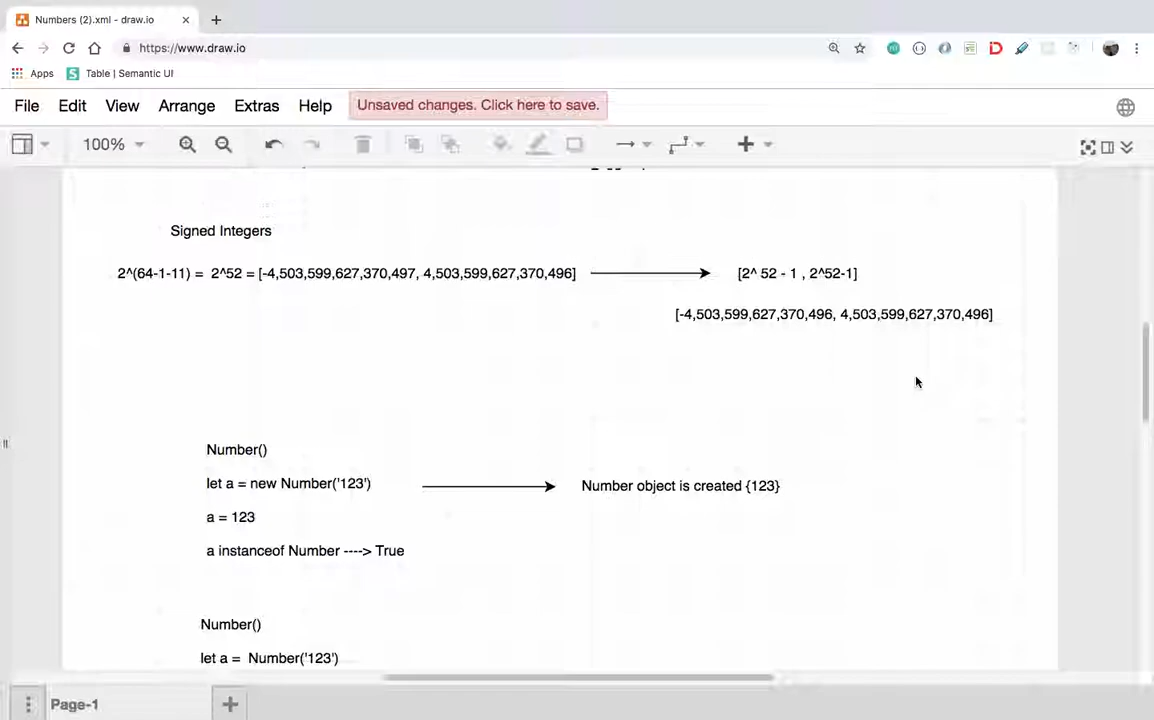 Numbers (2).xml - draw.io
https://www.draw.io
Apps
S Table | Semantic UI
File Edit View Arrange Extras Help Unsaved changes. Click here to save.
100%
Signed Integers
2^(64-1-11) = 2^52 = [-4,503,599,627,370,497, 4,503,599,627,370,496]
[2^ 52 - 1 , 2^52-1]
[-4,503,599,627,370,496, 4,503,599,627,370,496]
Number()
let a = new Number('123')
Number object is created {123}
a = 123
a instanceof Number ----> True
Number()
let a = Number('123')
Page-1